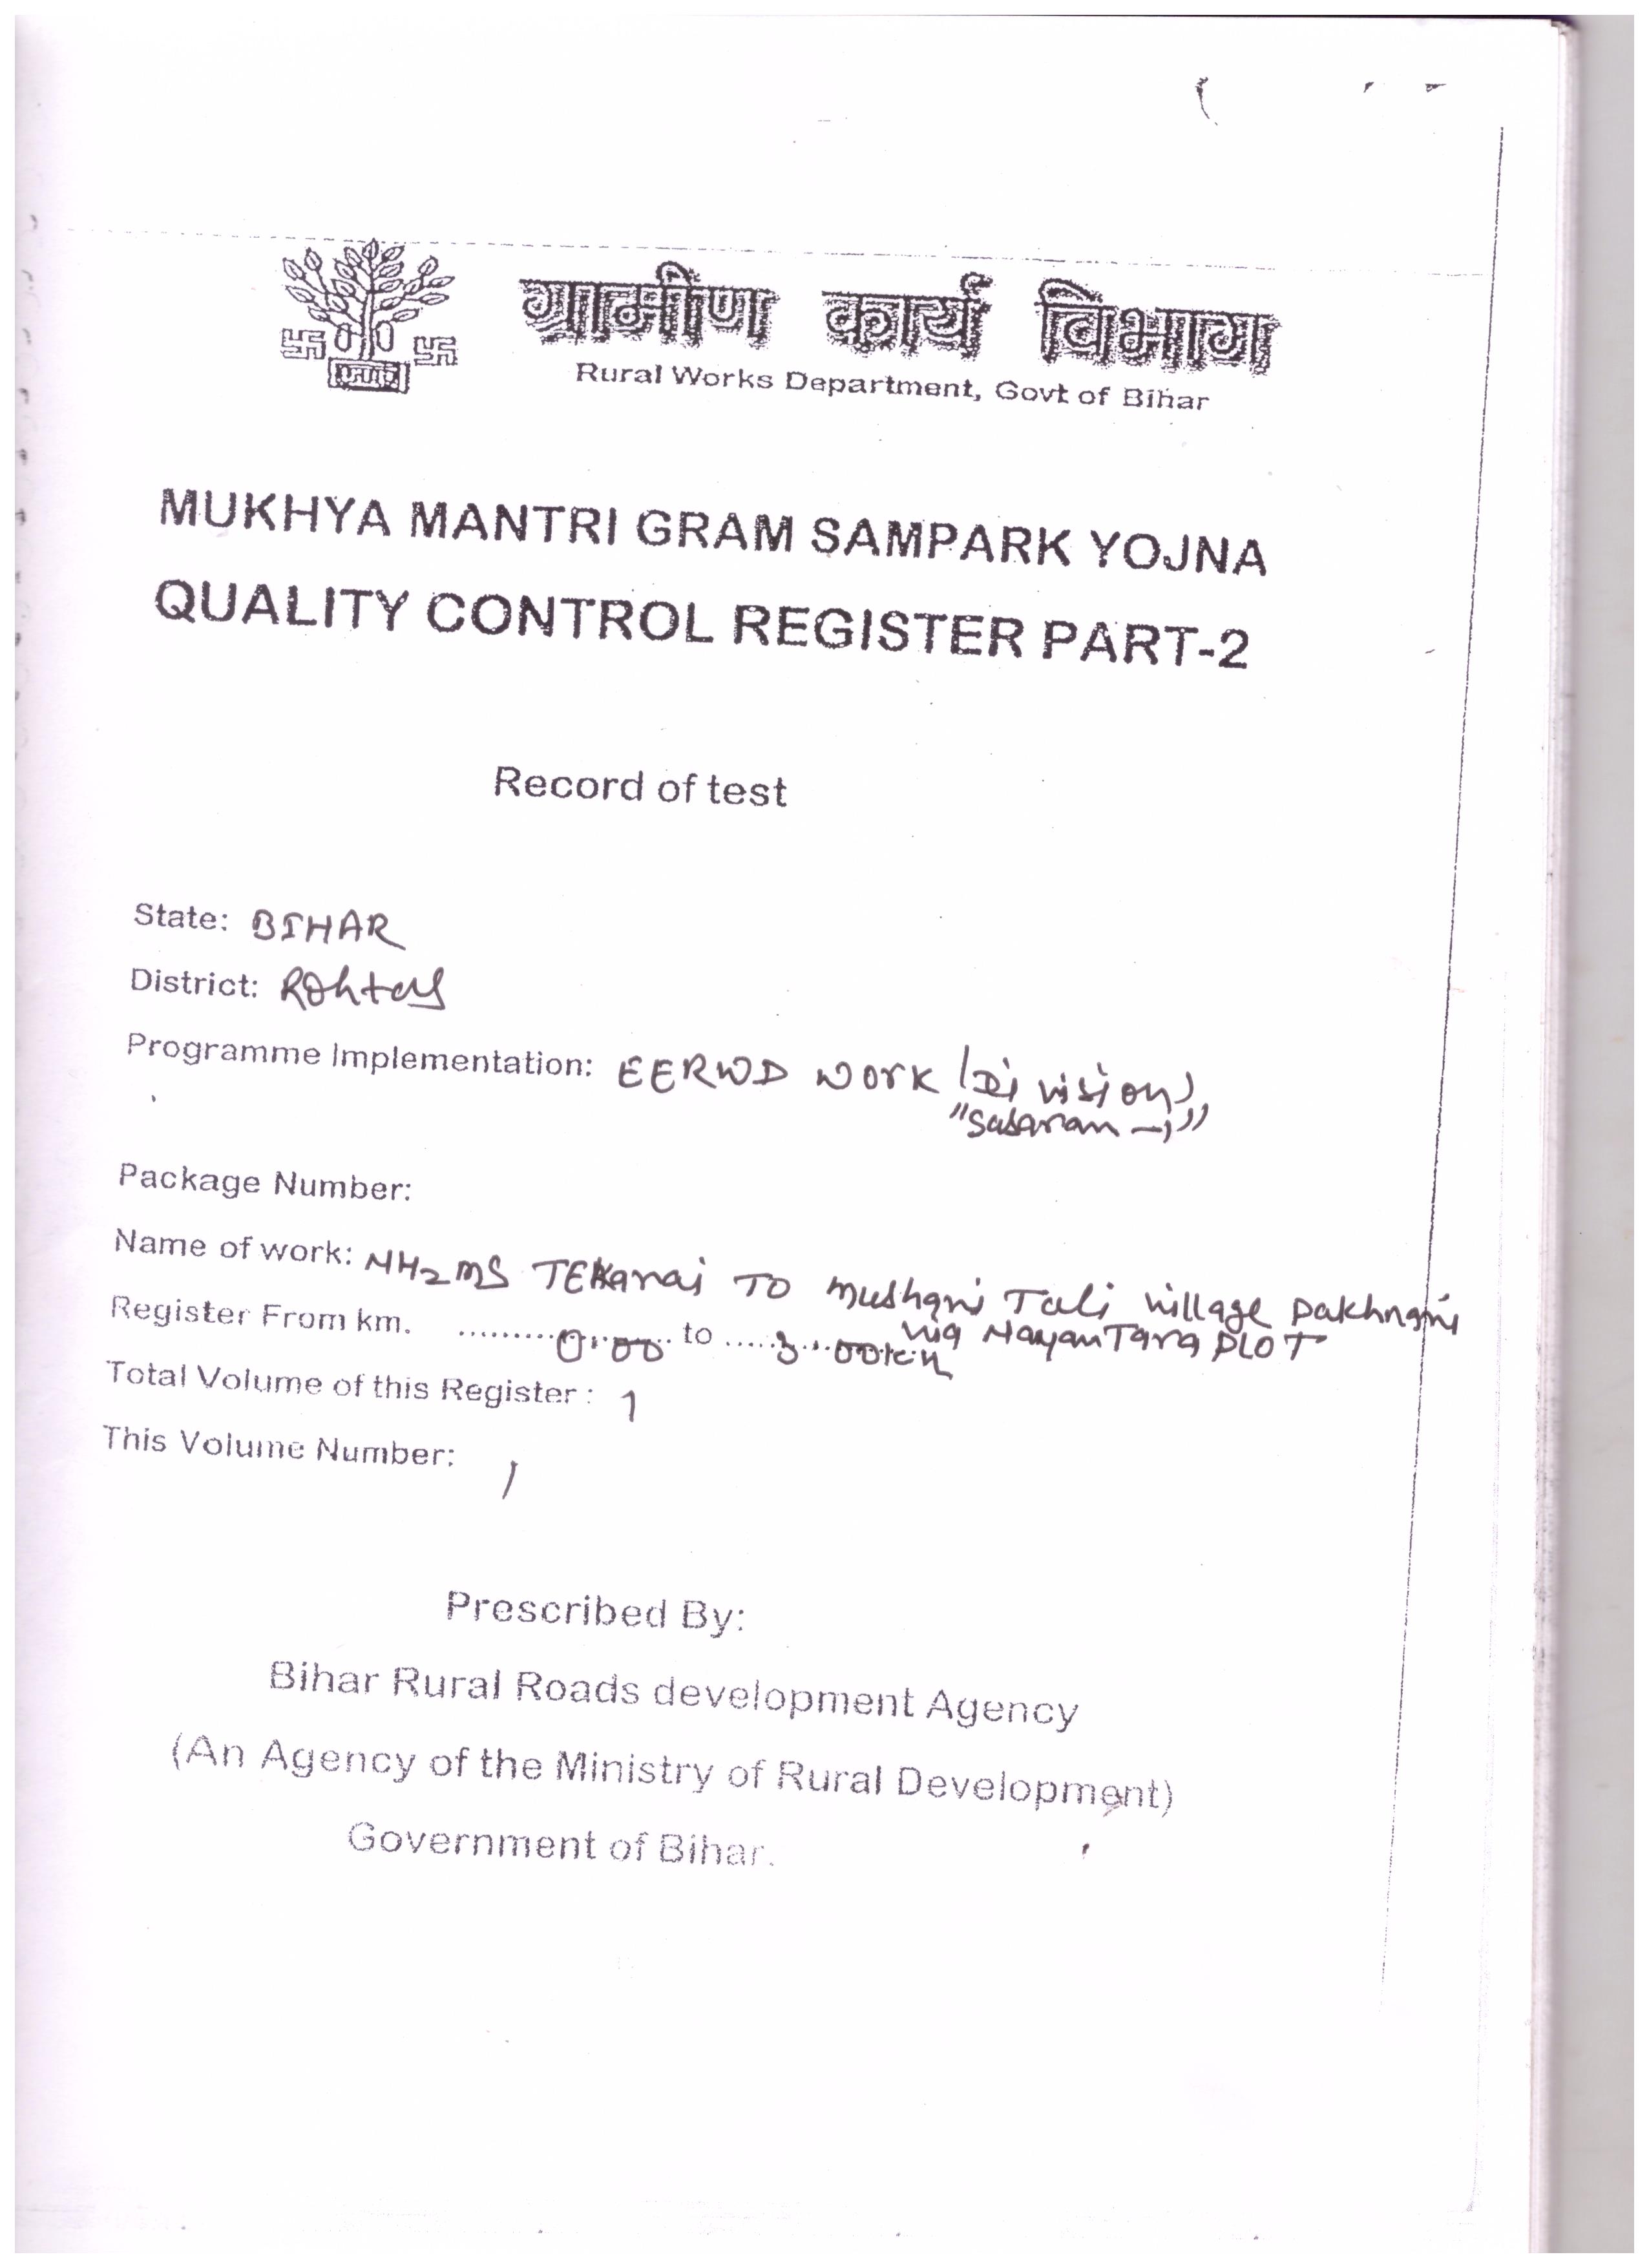 ग्रामीण कार्य विभाग
Rural Works Department, Govt of Bihar
MUKHYA MANTRI GRAM SAMPARK YOJNA
QUALITY CONTROL REGISTER PART-2
Record of test
State: BIHAR
District: Rohtas
Programme Implementation: EERWD WORK (Division)
"Sasaram -1"
Package Number:
Name of work: NH2 MS TEKarai TO Mushari Tali village Pakhnari
via NayanTara PLOT
Register From km. ........0.00....... to .....3.00km
Total Volume of this Register : 1
This Volume Number: 1
Prescribed By:
Bihar Rural Roads development Agency
(An Agency of the Ministry of Rural Development)
Government of Bihar.